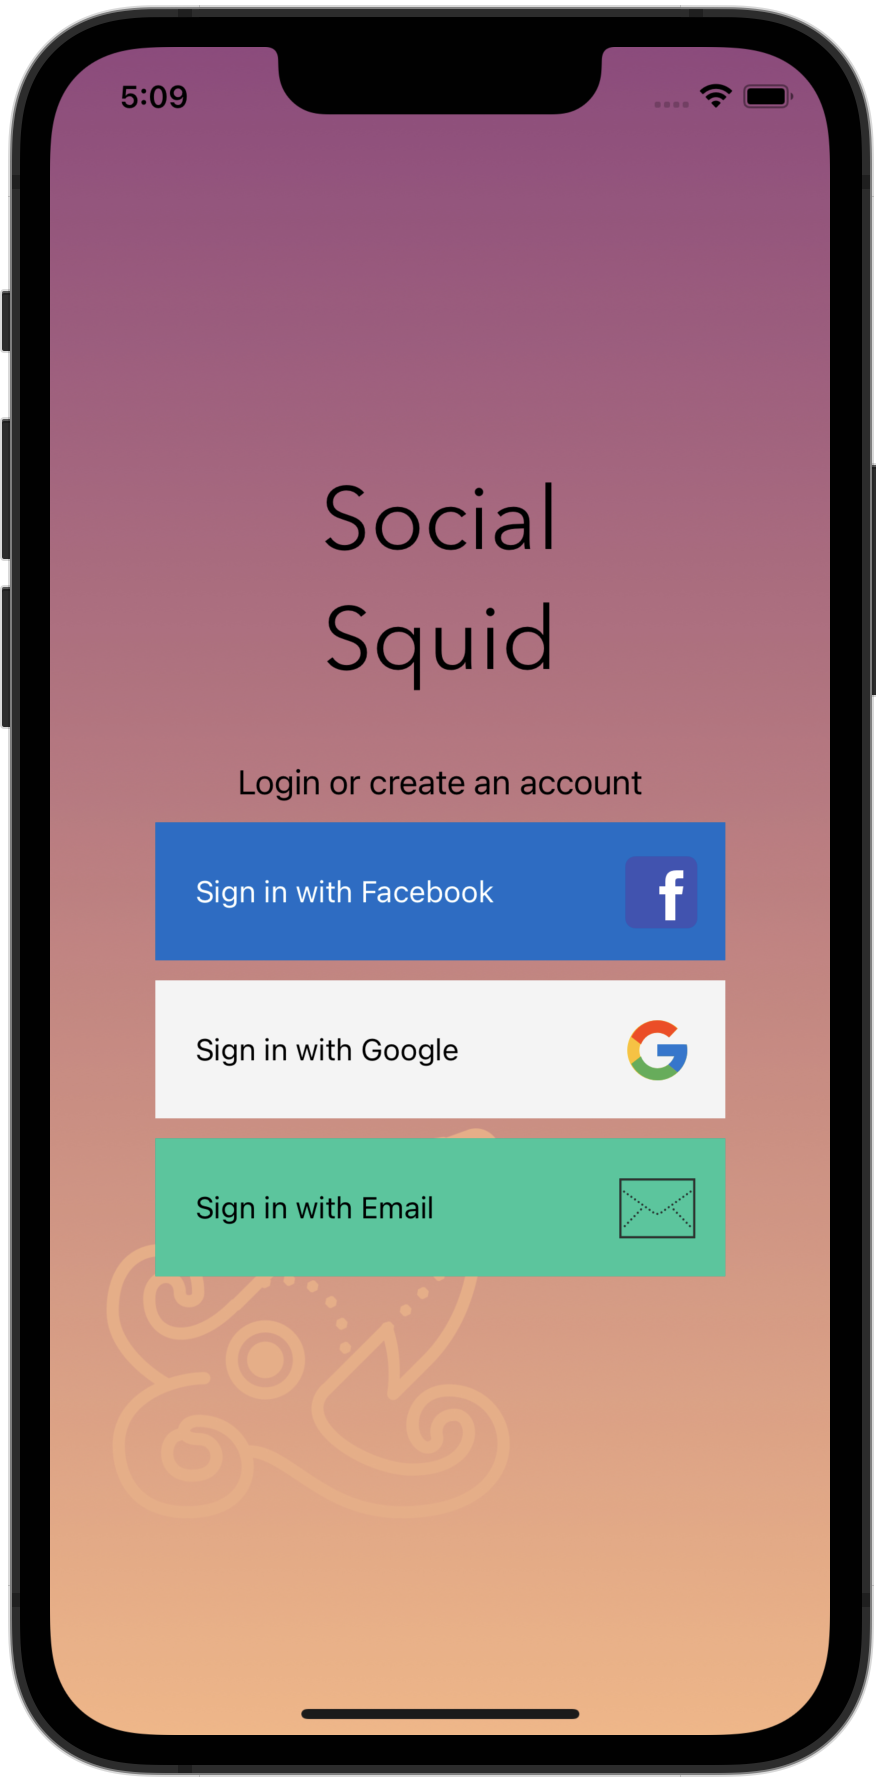 5:09
Social
Squid
Login or create an account
Sign in with Facebook
f
Sign in with Google
G
Sign in with Email